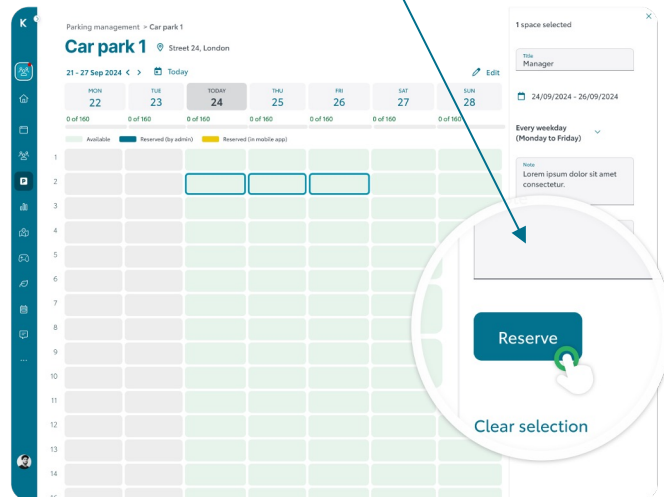 K
Parking management > Car park 1
Car park 1 Street 24, London
21 - 27 Sep 2024 < > Today Edit
MON TUE TODAY THU FRI SAT SUN
22 23 24 25 26 27 28
0 of 160 0 of 160 0 of 160 0 of 160 0 of 160 0 of 160 0 of 160
Available Reserved (by admin) Reserved (in mobile app)
1
2
3
4
5
6
7
8
9
10
11
12
13
14
1 space selected
Title
Manager
24/09/2024 - 26/09/2024
Every weekday
(Monday to Friday)
Note
Lorem ipsum dolor sit amet
consectetur.
Reserve
Clear selection